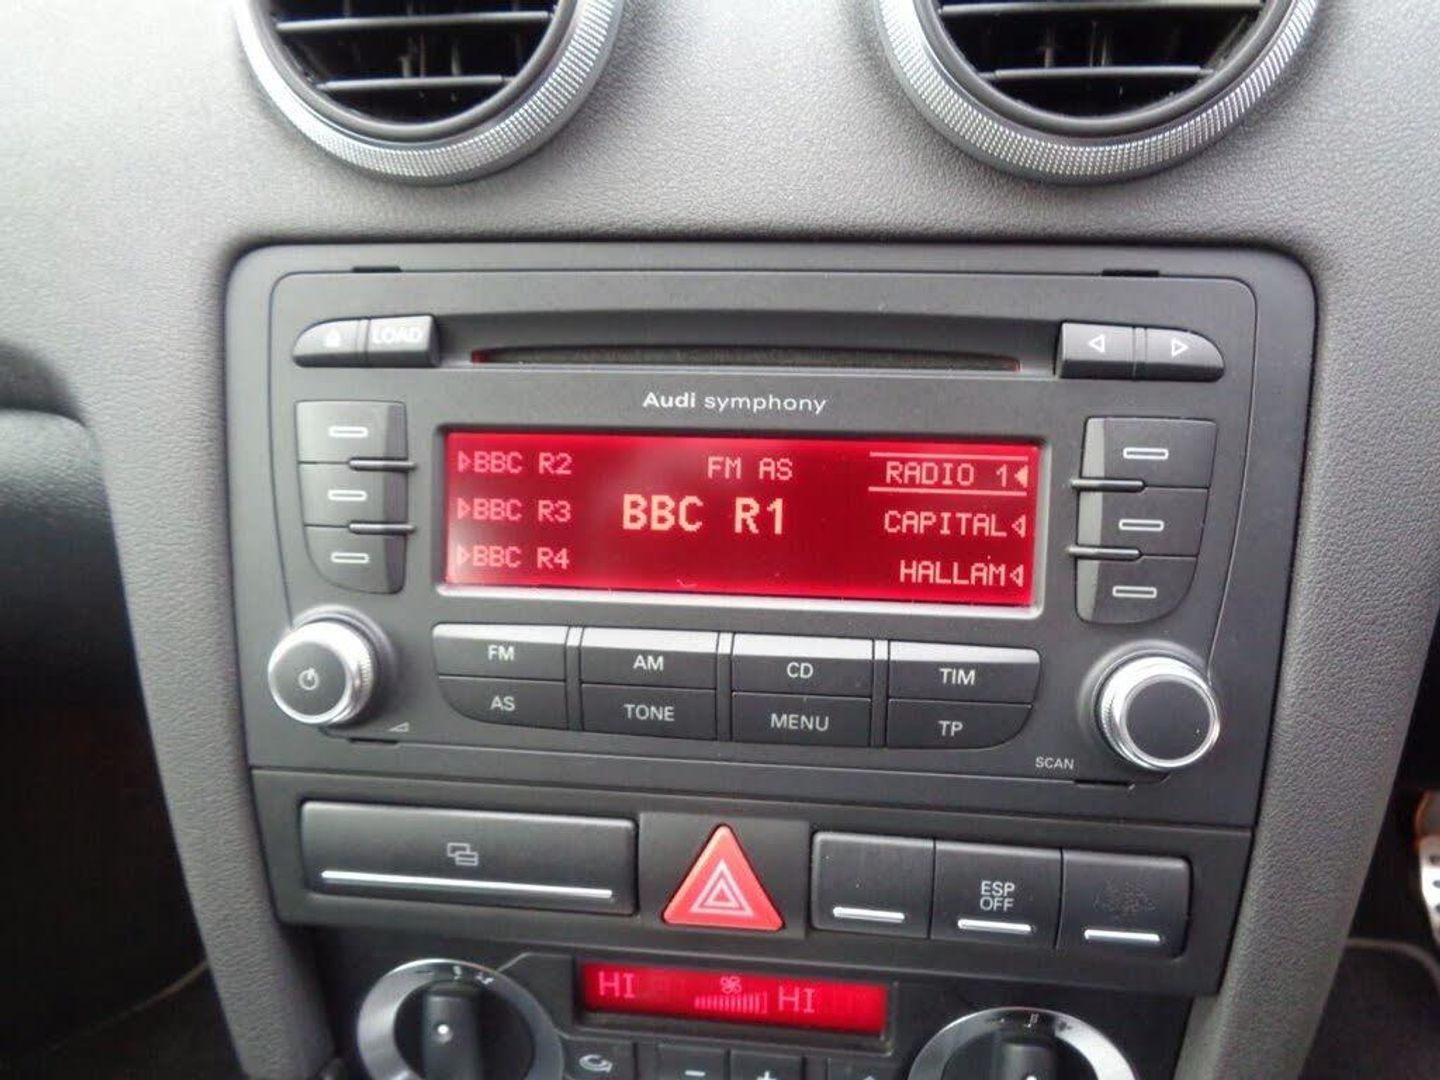 LOAD
Audi symphony
BBC R2 FM AS RADIO 1
BBC R3 BBC R1 CAPITAL
BBC R4 HALLAM
FM AM CD TIM
AS TONE MENU TP
SCAN
ESP
OFF
HI HI